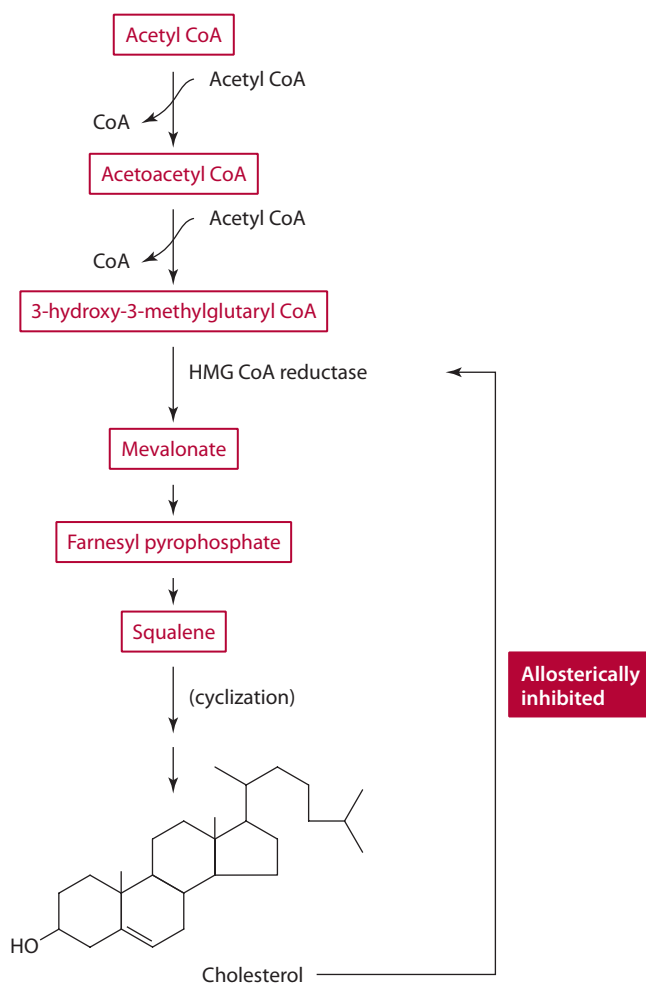 Acetyl CoA
Acetyl CoA
CoA
Acetoacetyl CoA
Acetyl CoA
CoA
3-hydroxy-3-methylglutaryl CoA
HMG CoA reductase
Mevalonate
Farnesyl pyrophosphate
Squalene
Allosterically
inhibited
(cyclization)
HO
Cholesterol